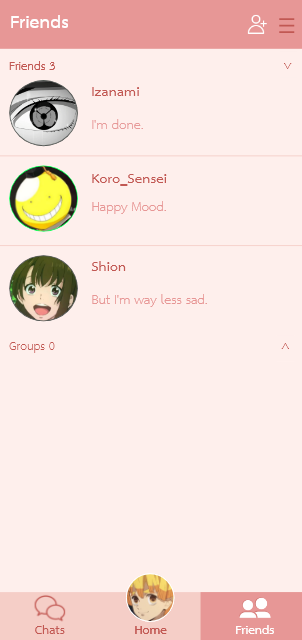 Friends
Friends 3
Izanami
I'm done.
Koro_Sensei
Happy Mood.
Shion
But I'm way less sad.
Groups 0
Chats
Home
Friends